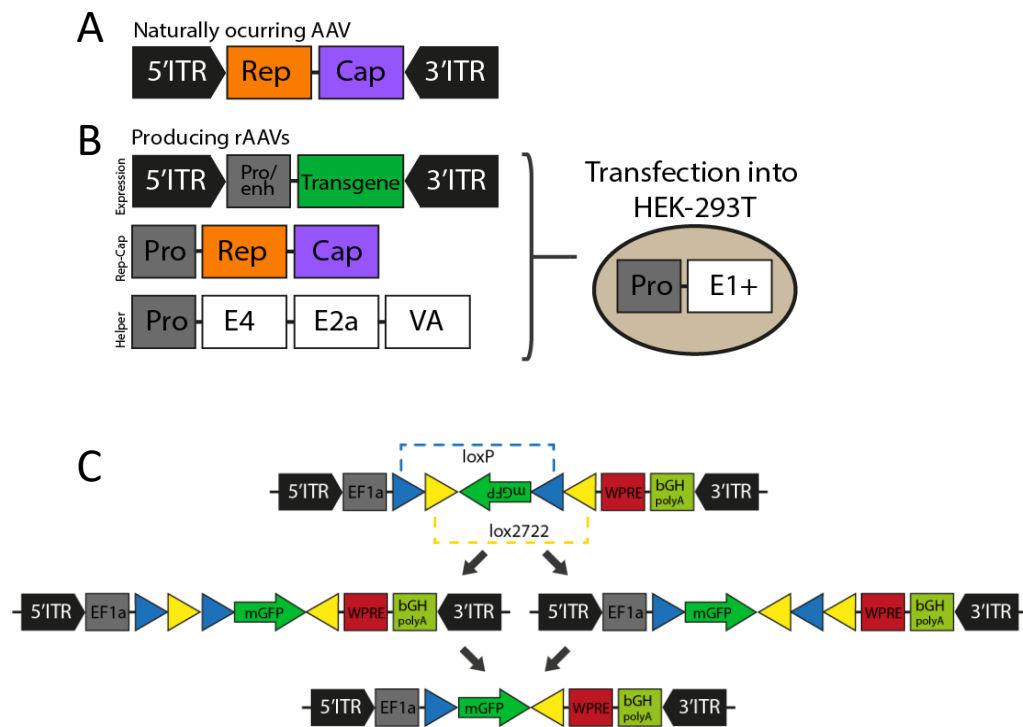 A
Naturally ocurring AAV
5'ITR Rep Cap 3'ITR
B
Producing rAAVs
Expression
5'ITR Pro/ enh Transgene 3'ITR
Rep-Cap
Pro Rep Cap
Helper
Pro E4 E2a VA
Transfection into
HEK-293T
Pro E1+
C
loxP
5'ITR EF1a mGFP WPRE bGH polyA 3'ITR
lox2722
5'ITR EF1a mGFP WPRE bGH polyA 3'ITR
5'ITR EF1a mGFP WPRE bGH polyA 3'ITR
5'ITR EF1a mGFP WPRE bGH polyA 3'ITR